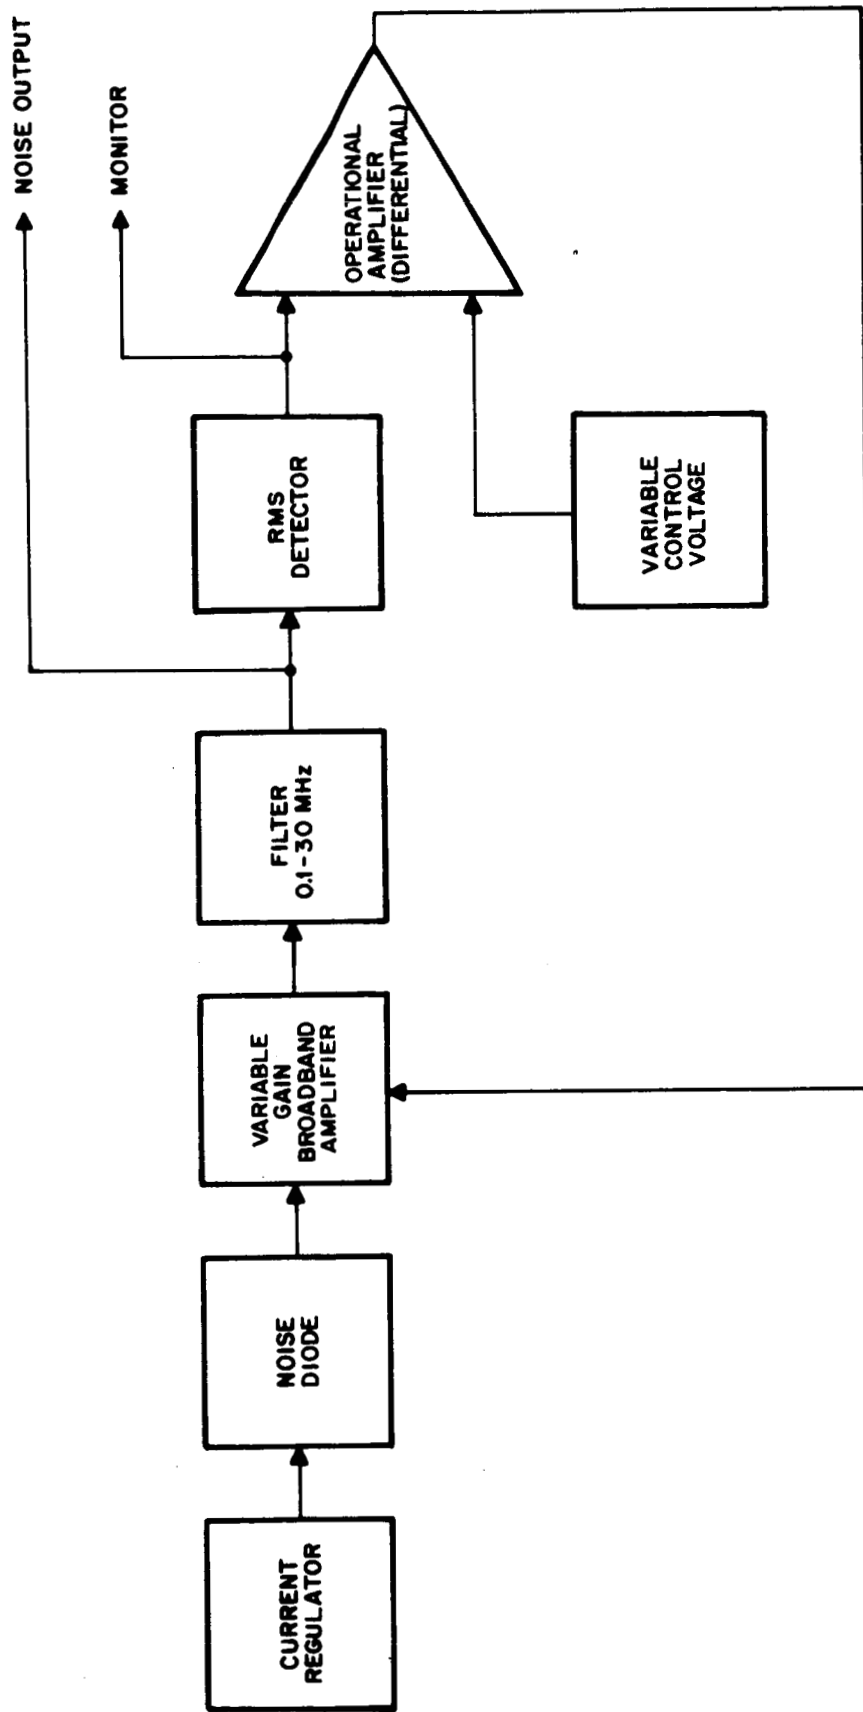 NOISE OUTPUT
MONITOR
CURRENT
REGULATOR
NOISE
DIODE
VARIABLE
GAIN
BROADBAND
AMPLIFIER
FILTER
0.1-30 MHz
RMS
DETECTOR
OPERATIONAL
AMPLIFIER
(DIFFERENTIAL)
VARIABLE
CONTROL
VOLTAGE